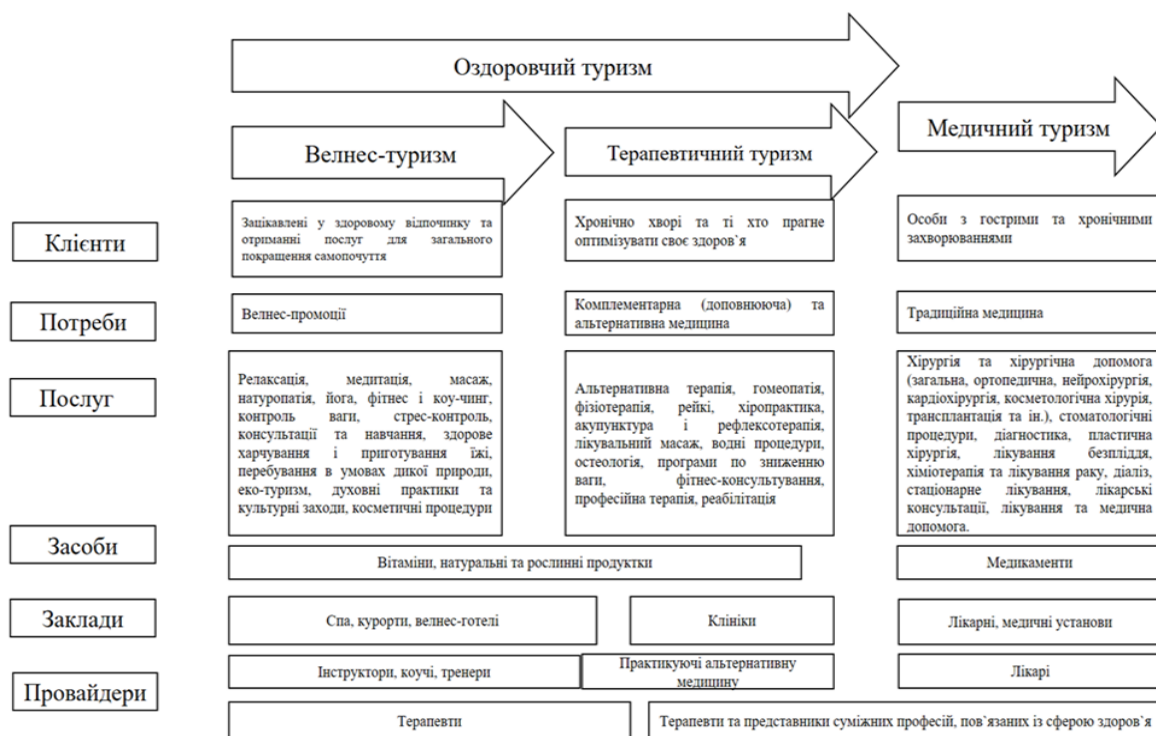 Оздоровчий туризм
Велнес-туризм
Терапевтичний туризм
Медичний туризм
Клієнти
Зацікавлені у здоровому відпочинку та
отриманні послуг для загального
покращення самопочуття
Хронічно хворі та ті хто прагне
оптимізувати своє здоров`я
Особи з гострими та хронічними
захворюваннями
Потреби
Велнес-промоції
Комплементарна (доповнююча) та
альтернативна медицина
Традиційна медицина
Послуг
Релаксація, медитація, масаж,
натуропатія, йога, фітнес і коу-чинг,
контроль ваги, стрес-контроль,
консультації та навчання, здорове
харчування і приготування їжі,
перебування в умовах дикої природи,
еко-туризм, духовні практики та
культурні заходи, косметичні процедури
Альтернативна терапія, гомеопатія,
фізіотерапія, рейкі, хіропрактика,
акупунктура і рефлексотерапія,
лікувальний масаж, водні процедури,
остеологія, програми по зниженню
ваги, фітнес-консультування,
професійна терапія, реабілітація
Хірургія та хірургічна допомога
(загальна, ортопедична, нейрохірургія,
кардіохірургія, косметологічна хірурія,
трансплантація та ін.), стоматологічні
процедури, діагностика, пластична
хірургія, лікування безпліддя,
хіміотерапія та лікування раку, діаліз,
стаціонарне лікування, лікарські
консультації, лікування та медична
допомога.
Засоби
Вітаміни, натуральні та рослинні продуктки
Медикаменти
Заклади
Спа, курорти, велнес-готелі
Клініки
Лікарні, медичні установи
Провайдери
Інструктори, коучі, тренери
Практикуючі альтернативну
медицину
Лікарі
Терапевти
Терапевти та представники суміжних професій, пов`язаних із сферою здоров`я